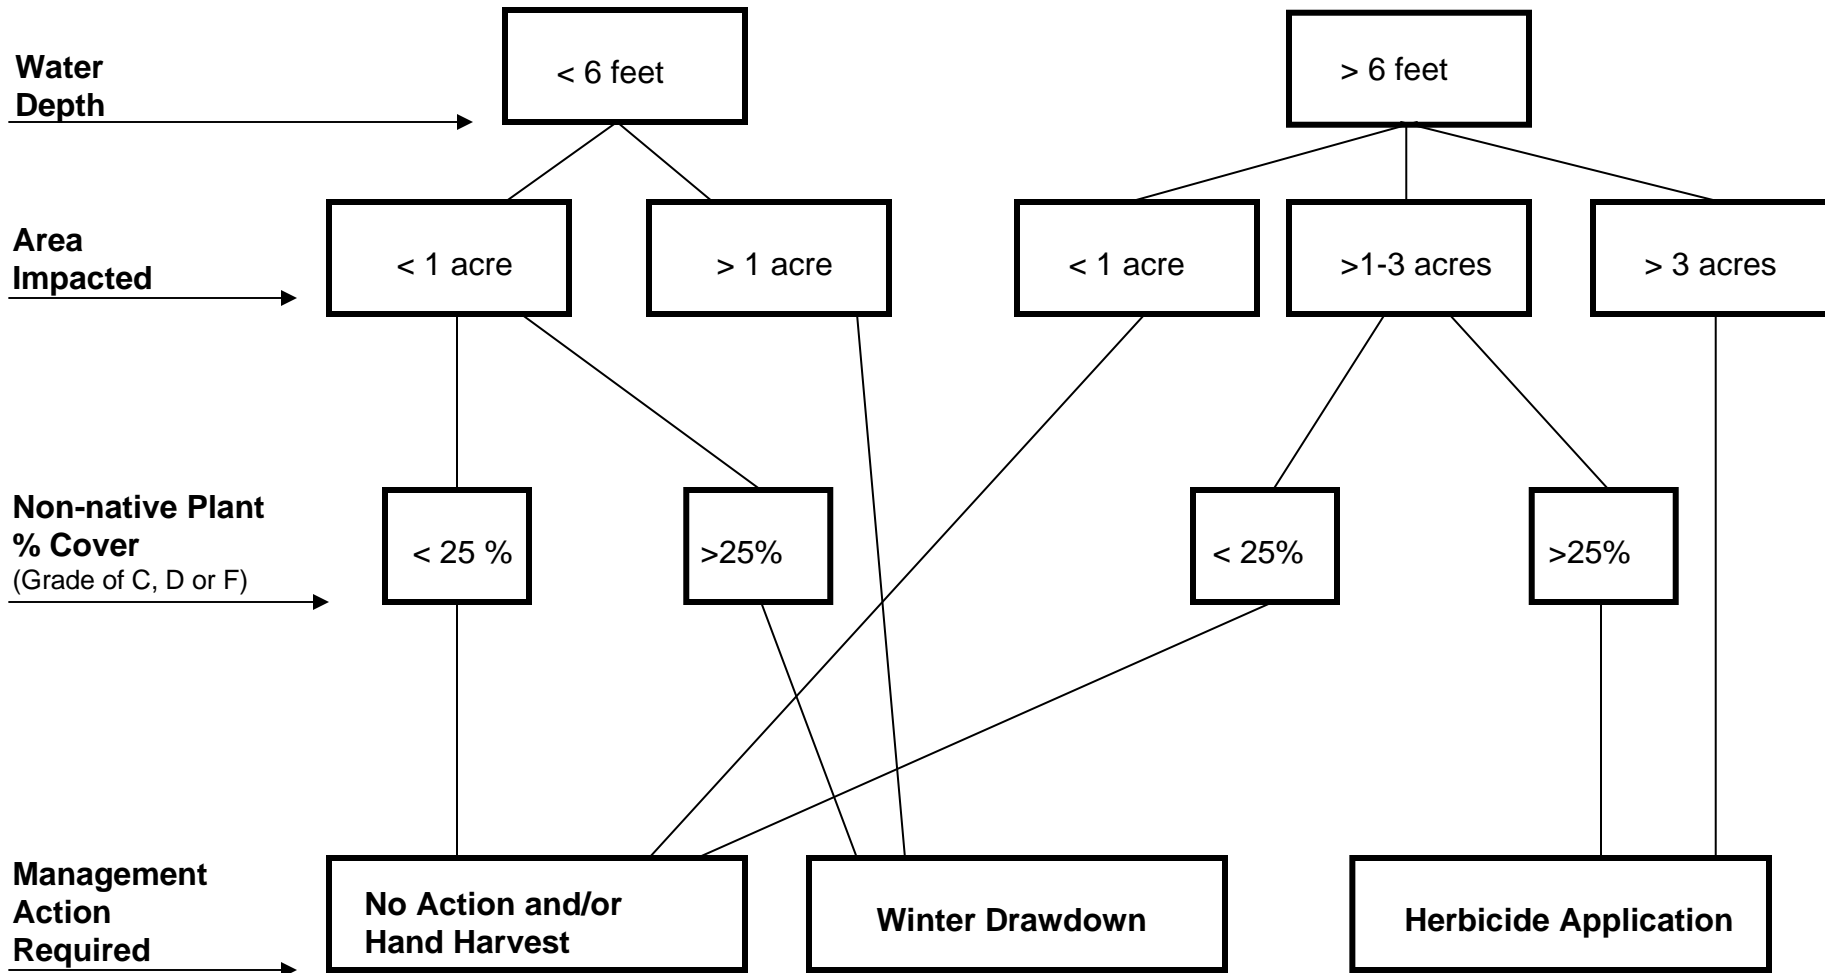 Water
Depth
< 6 feet
> 6 feet
Area
Impacted
< 1 acre
> 1 acre
< 1 acre
>1-3 acres
> 3 acres
Non-native Plant
% Cover
(Grade of C, D or F)
< 25 %
>25%
< 25%
>25%
Management
Action
Required
No Action and/or
Hand Harvest
Winter Drawdown
Herbicide Application